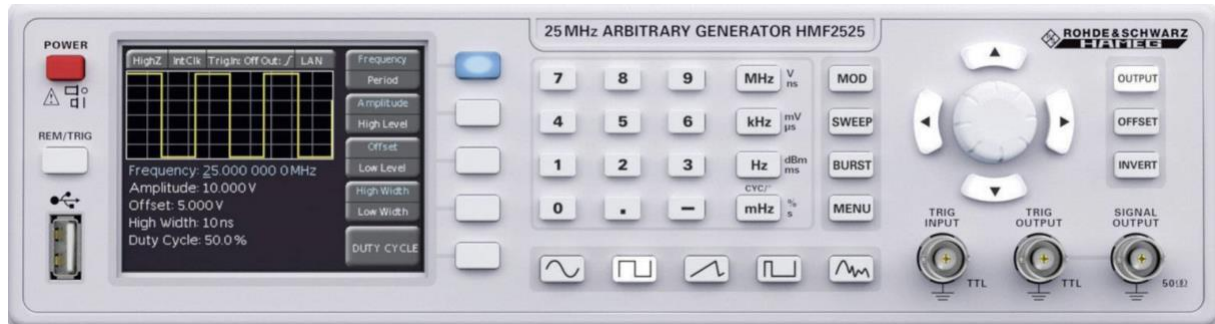 25 MHz ARBITRARY GENERATOR HMF2525
ROHDE & SCHWARZ
HAMEG
POWER
REM/TRIG
HighZ IntClk TrigIn: Off Out: LAN
Frequency: 25.000 000 0 MHz
Amplitude: 10.000 V
Offset: 5.000 V
High Width: 10 ns
Duty Cycle: 50.0 %
Frequency
Period
Amplitude
High Level
Offset
Low Level
High Width
Low Width
DUTY CYCLE
7 8 9 MHz V ns
4 5 6 kHz mV µs
1 2 3 Hz dBm ms
CYC/°
0 . − mHz % s
MOD
SWEEP
BURST
MENU
OUTPUT
OFFSET
INVERT
TRIG INPUT
TTL
TRIG OUTPUT
TTL
SIGNAL OUTPUT
50Ω